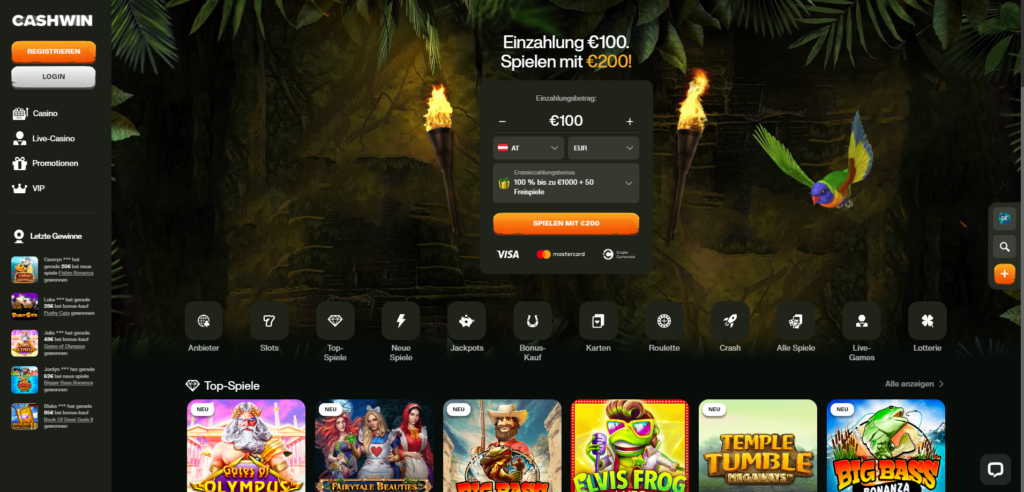 CASHWIN
REGISTRIEREN
LOGIN
Casino
Live-Casino
Promotionen
VIP
Letzte Gewinne
Camryn *** hat
gerade 20€ bei neue
spiele Fishin Bonanza
gewonnen
Luke *** hat gerade
28€ bei bonus-kauf
Pushy Cats gewonnen
Julia *** hat gerade
45€ bei bonus-kauf
Gates of Olympus
gewonnen
Jordyn *** hat gerade
62€ bei neue spiele
Bigger Bass Bonanza
gewonnen
Blake *** hat gerade
85€ bei bonus-kauf
Book Of Dead
gewonnen
Einzahlung €100.
Spielen mit €200!
Einzahlungsbetrag:
− €100 +
AT EUR
Ersteinzahlungsbonus
100 % bis zu €1000 + 50
Freispiele
SPIELEN MIT €200
VISA mastercard Crypto
Currencies
Anbieter
Slots
Top-
Spiele
Neue
Spiele
Jackpots
Bonus-
Kauf
Karten
Roulette
Crash
Alle Spiele
Live-
Games
Lotterie
Top-Spiele
Alle anzeigen
NEU
Gates of
OLYMPUS
NEU
FAIRYTALE BEAUTIES
NEU
BIG BASS
NEU
ELVIS FROG
NEU
TEMPLE
TUMBLE
MEGAWAYS
NEU
BIG BASS
BONANZA